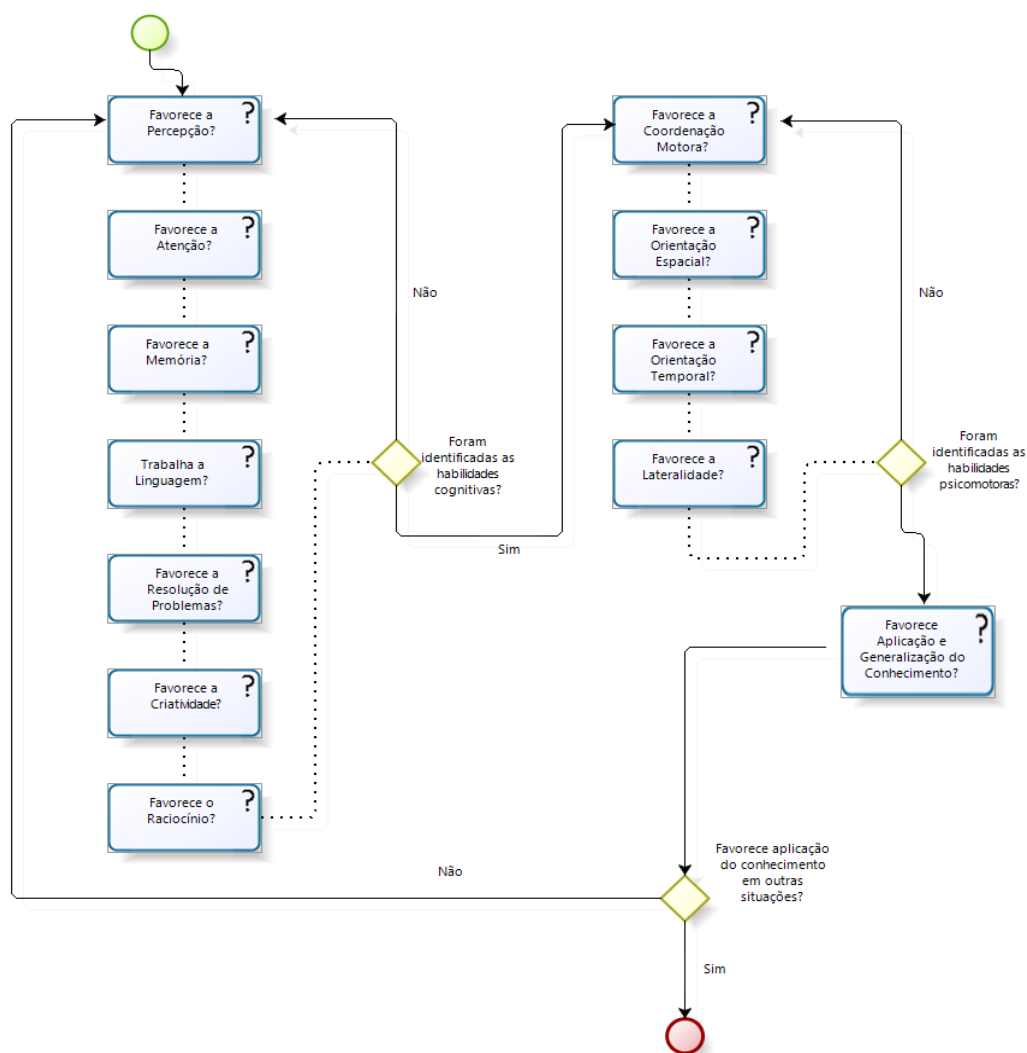 Favorece a
Percepção?
?
Favorece a
Atenção?
?
Favorece a
Memória?
?
Trabalha a
Linguagem?
?
Favorece a
Resolução de
Problemas?
?
Favorece a
Criatividade?
?
Favorece o
Raciocínio?
?
Não
Foram
identificadas as
habilidades
cognitivas?
Sim
Favorece a
Coordenação
Motora?
?
Favorece a
Orientação
Espacial?
?
Favorece a
Orientação
Temporal?
?
Favorece a
Lateralidade?
?
Não
Foram
identificadas as
habilidades
psicomotoras?
Favorece
Aplicação e
Generalização do
Conhecimento?
?
Favorece aplicação
do conhecimento
em outras
situações?
Não
Sim